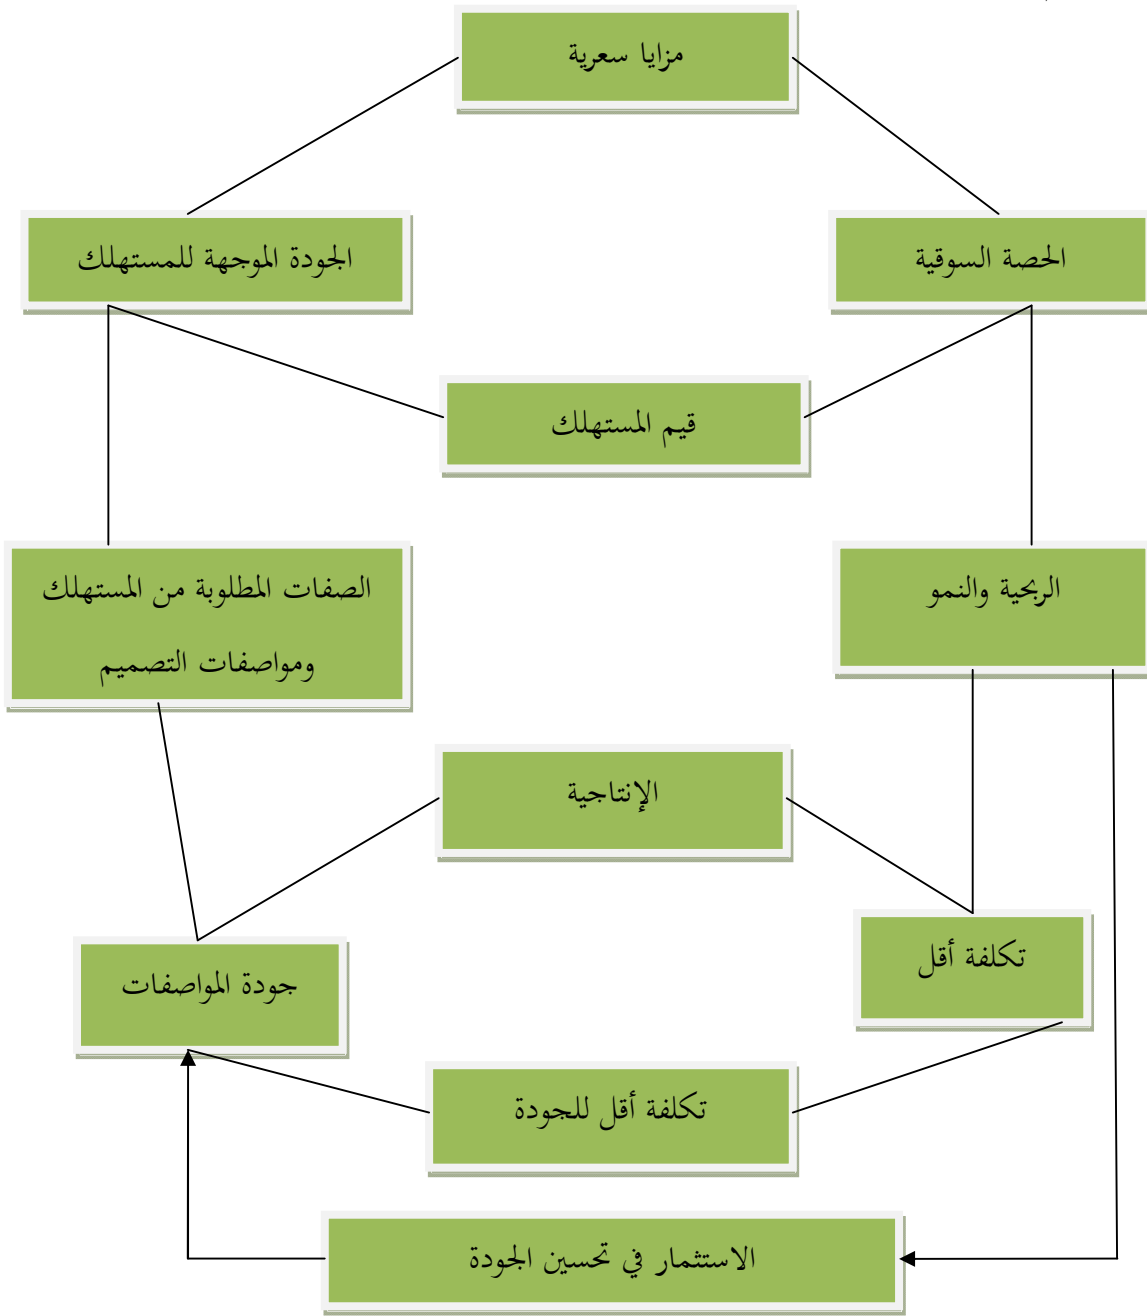 مزايا سعرية
الحصة السوقية
الجودة الموجهة للمستهلك
قيم المستهلك
الربحية والنمو
الصفات المطلوبة من المستهلك
ومواصفات التصميم
الإنتاجية
تكلفة أقل
جودة المواصفات
تكلفة أقل للجودة
الاستثمار في تحسين الجودة